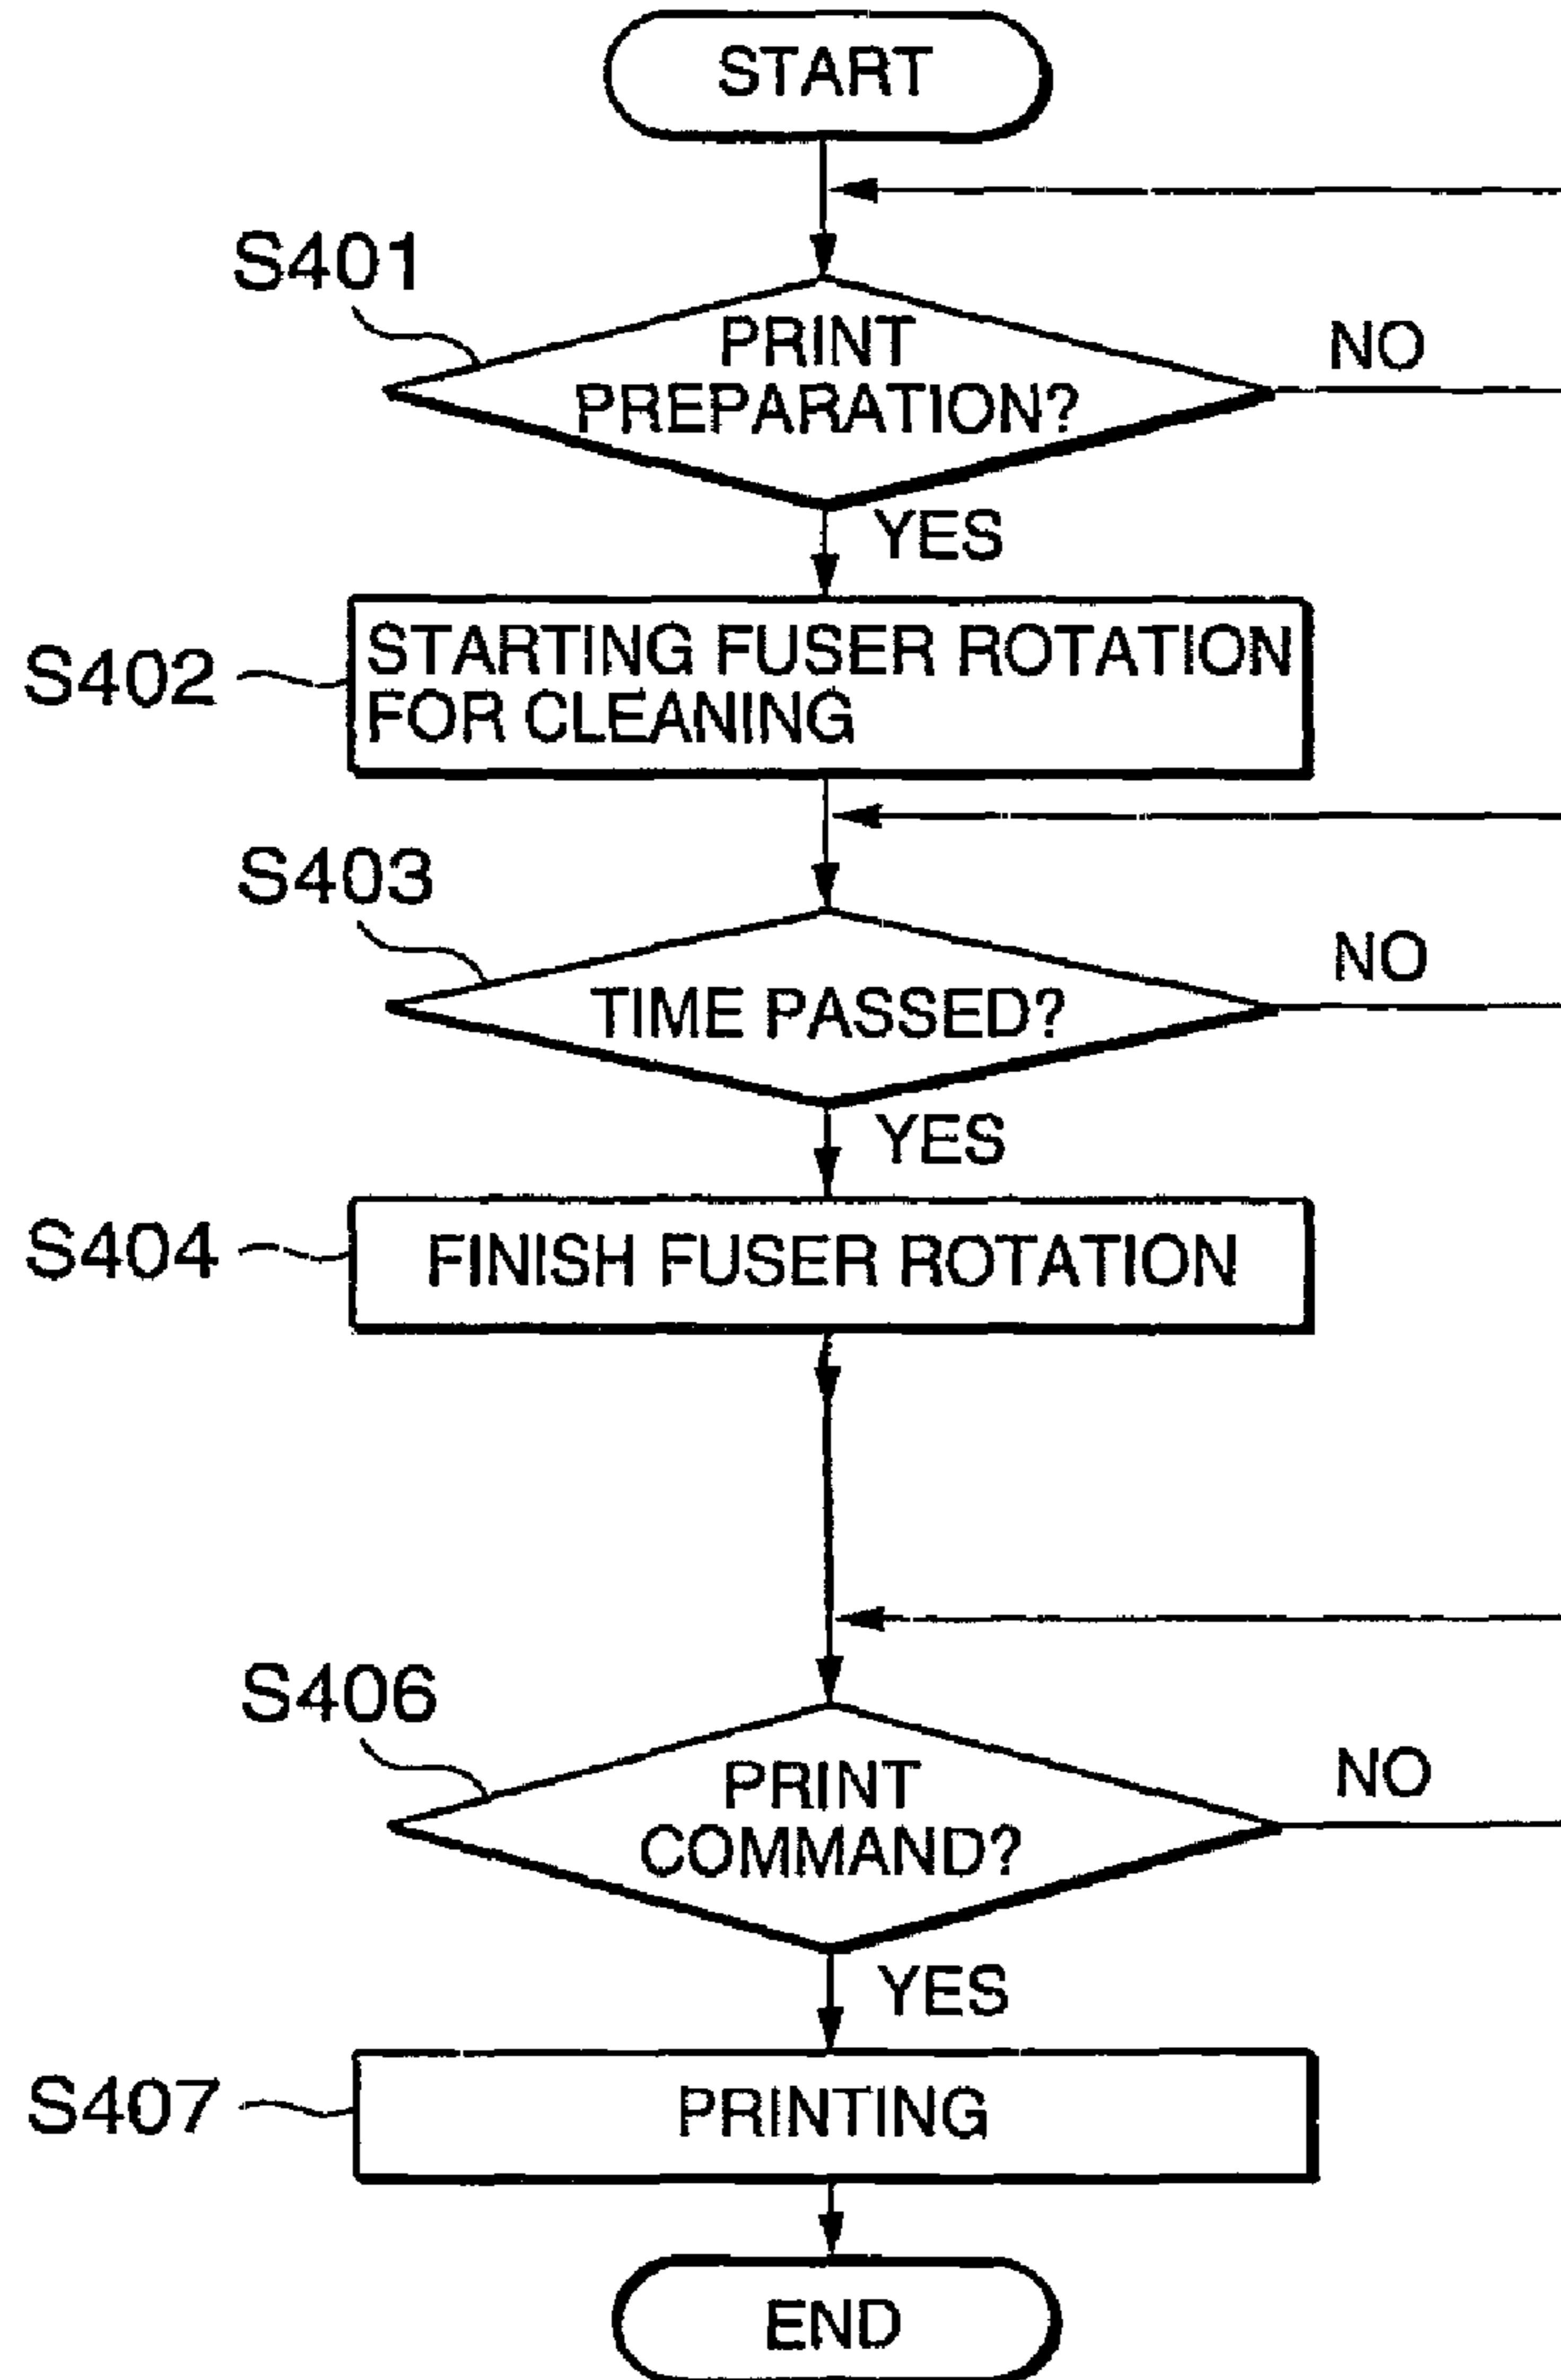 START
S401
PRINT
PREPARATION?
NO
YES
S402
STARTING FUSER ROTATION
FOR CLEANING
S403
TIME PASSED?
NO
YES
S404
FINISH FUSER ROTATION
S406
PRINT
COMMAND?
NO
YES
S407
PRINTING
END